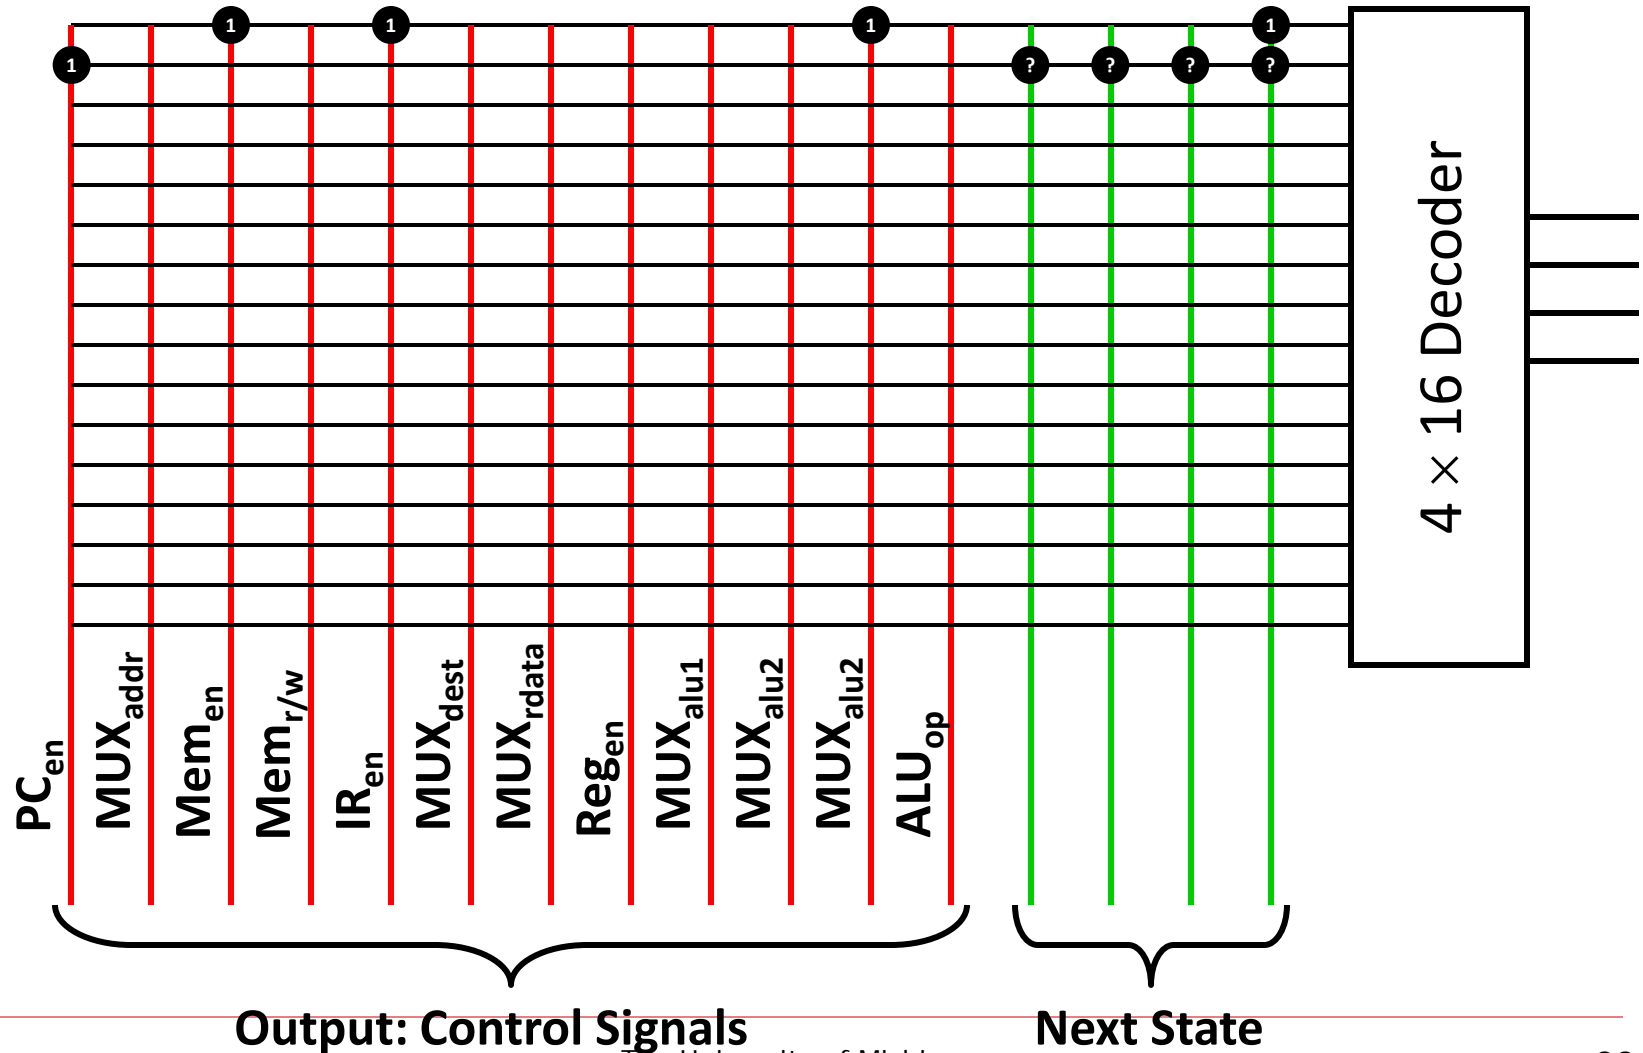 1 1 1 1
1 ? ? ? ?
4 × 16 Decoder
PCen
MUXaddr
Memen
Memr/w
IRen
MUXdest
MUXrdata
Regen
MUXalu1
MUXalu2
MUXalu2
ALUop
Output: Control Signals
Next State